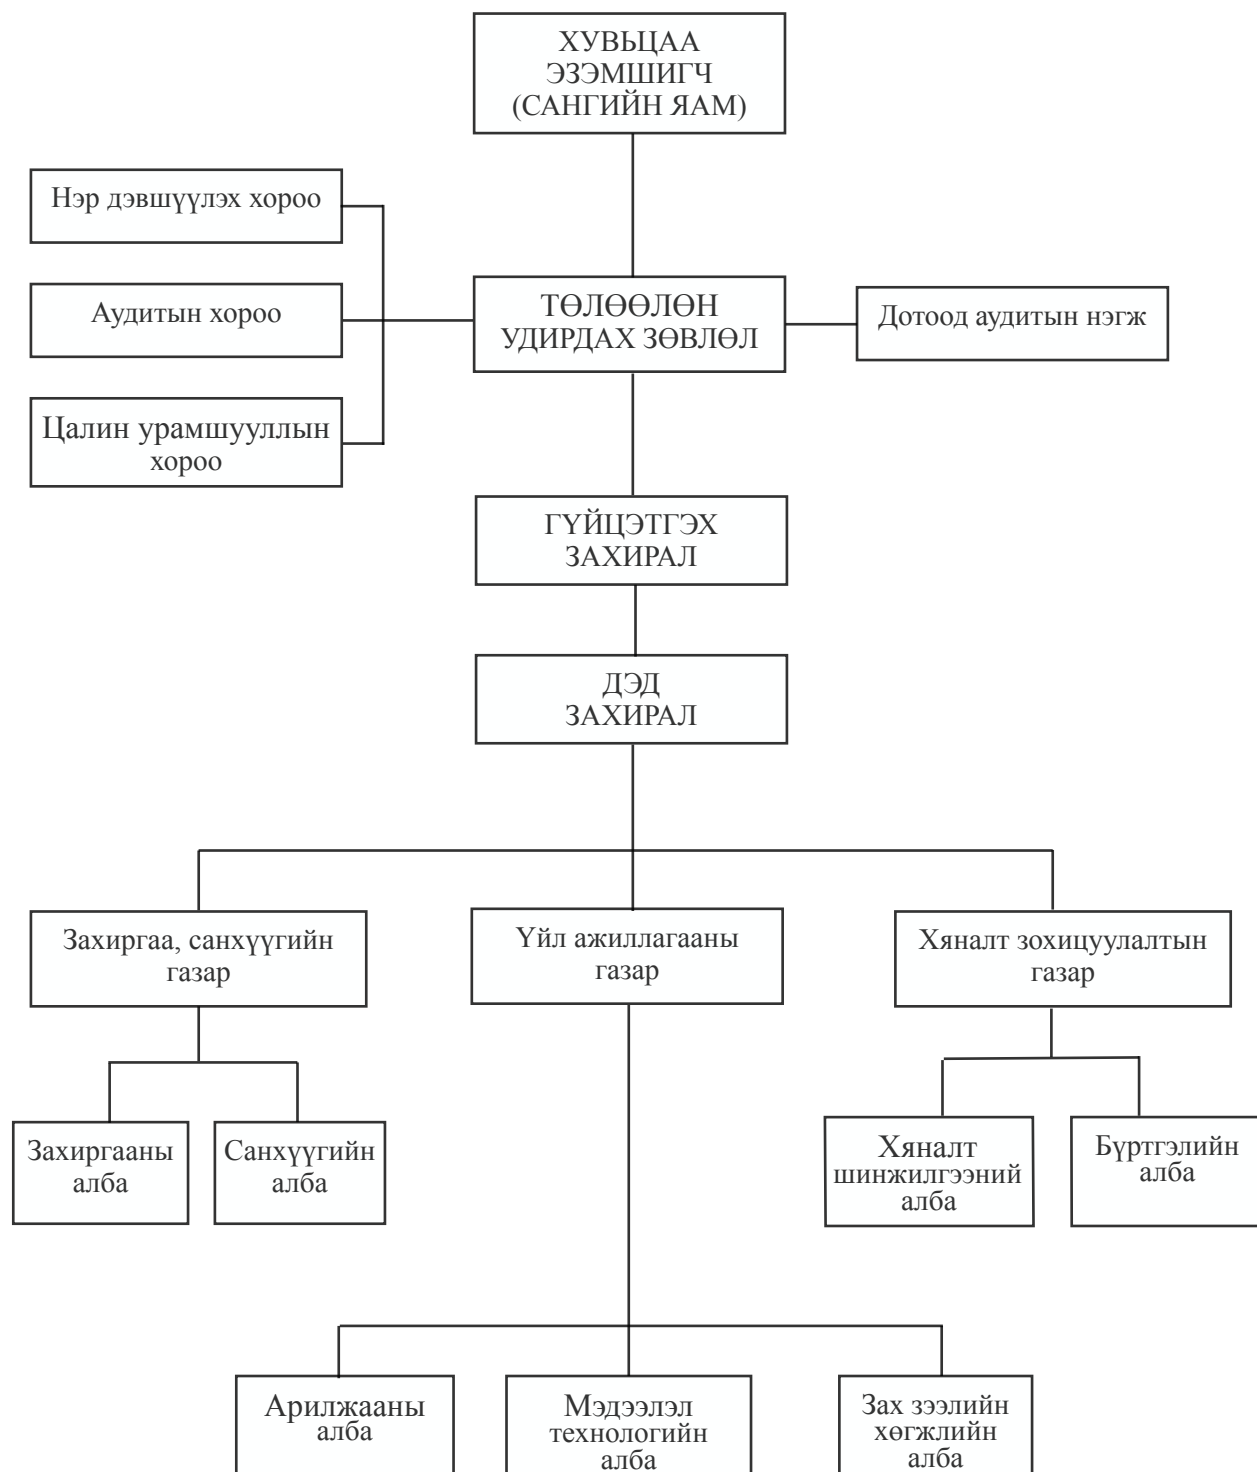 ХУВЬЦАА
ЭЗЭМШИГЧ
(САНГИЙН ЯАМ)
Нэр дэвшүүлэх хороо
Аудитын хороо
Цалин урамшууллын
хороо
ТӨЛӨӨЛӨН
УДИРДАХ ЗӨВЛӨЛ
Дотоод аудитын нэгж
ГҮЙЦЭТГЭХ
ЗАХИРАЛ
ДЭД
ЗАХИРАЛ
Захиргаа, санхүүгийн
газар
Үйл ажиллагааны
газар
Хяналт зохицуулалтын
газар
Захиргааны
алба
Санхүүгийн
алба
Хяналт
шинжилгээний
алба
Бүртгэлийн
алба
Арилжааны
алба
Мэдээлэл
технологийн
алба
Зах зээлийн
хөгжлийн
алба